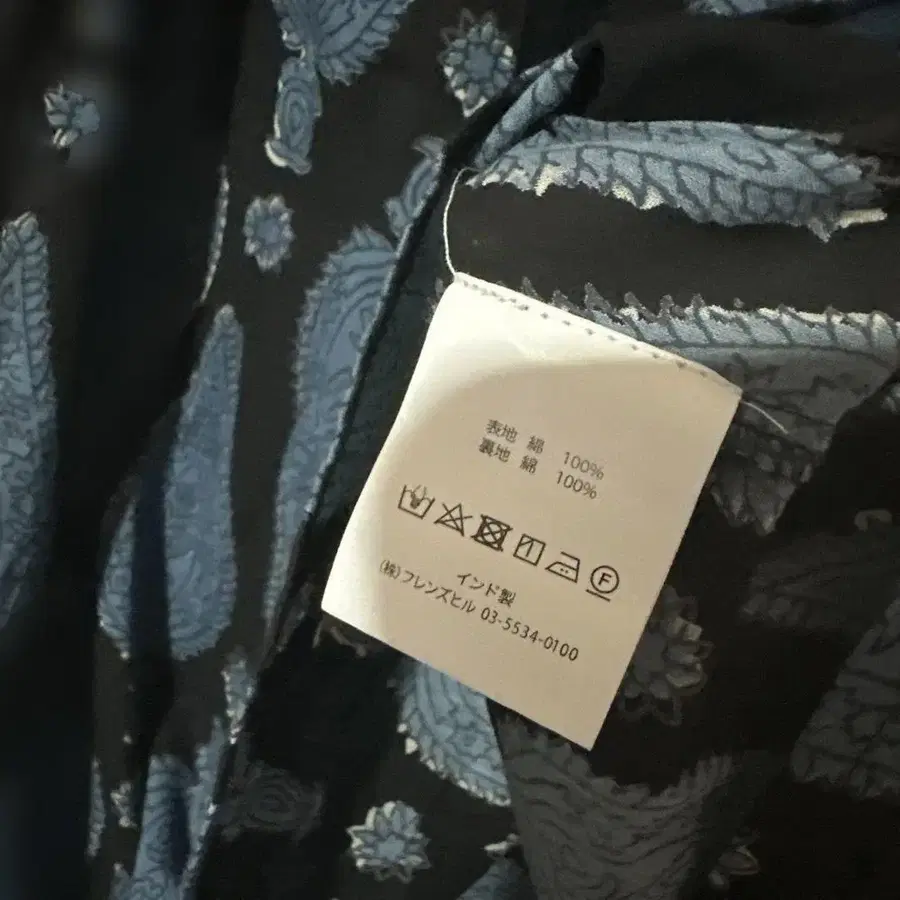 表地 綿 100%
裏地 綿 100%
F
インド製
(株)フレンズヒル 03-5534-0100